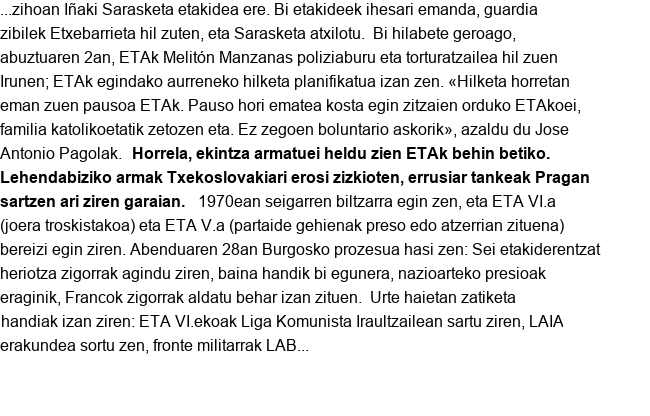 ...zihoan Iñaki Sarasketa etakidea ere. Bi etakideek ihesari emanda, guardia
zibilek Etxebarrieta hil zuten, eta Sarasketa atxilotu. Bi hilabete geroago,
abuztuaren 2an, ETAk Melitón Manzanas poliziaburu eta torturatzailea hil zuen
Irunen; ETAk egindako aurreneko hilketa planifikatua izan zen. «Hilketa horretan
eman zuen pausoa ETAk. Pauso hori ematea kosta egin zitzaien orduko ETAkoei,
familia katolikoetatik zetozen eta. Ez zegoen boluntario askorik», azaldu du Jose
Antonio Pagolak. Horrela, ekintza armatuei heldu zien ETAk behin betiko.
Lehendabiziko armak Txekoslovakiari erosi zizkioten, errusiar tankeak Pragan
sartzen ari ziren garaian. 1970ean seigarren biltzarra egin zen, eta ETA VI.a
(joera troskistakoa) eta ETA V.a (partaide gehienak preso edo atzerrian zituena)
bereizi egin ziren. Abenduaren 28an Burgosko prozesua hasi zen: Sei etakiderentzat
heriotza zigorrak agindu ziren, baina handik bi egunera, nazioarteko presioak
eraginik, Francok zigorrak aldatu behar izan zituen. Urte haietan zatiketa
handiak izan ziren: ETA VI.ekoak Liga Komunista Iraultzailean sartu ziren, LAIA
erakundea sortu zen, fronte militarrak LAB...